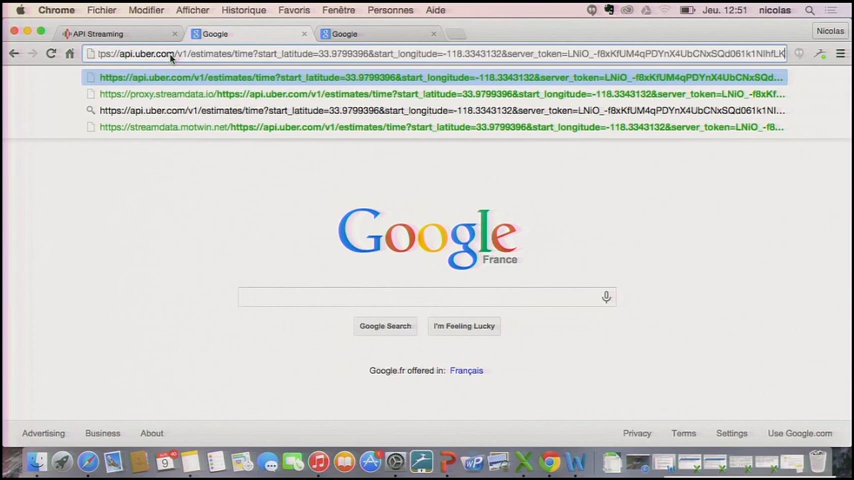 Chrome Fichier Modifier Afficher Historique Favoris Fenêtre Personnes Aide Jeu. 12:51 nicolas
API Streaming Google Google Nicolas
tps://api.uber.com/v1/estimates/time?start_latitude=33.9799396&start_longitude=-118.3343132&server_token=LNiO_-f8xKfUM4qPDYnX4UbCNxSQd061k1NIhfLK
https://api.uber.com/v1/estimates/time?start_latitude=33.9799396&start_longitude=-118.3343132&server_token=LNiO_-f8xKfUM4qPDYnX4UbCNxSQd...
https://proxy.streamdata.io/https://api.uber.com/v1/estimates/time?start_latitude=33.9799396&start_longitude=-118.3343132&server_token=LNiO_-f8xKf...
https://api.uber.com/v1/estimates/time?start_latitude=33.9799396&start_longitude=-118.3343132&server_token=LNiO_-f8xKfUM4qPDYnX4UbCNxSQd061k1NI...
https://streamdata.motwin.net/https://api.uber.com/v1/estimates/time?start_latitude=33.9799396&start_longitude=-118.3343132&server_token=LNiO_-f8...
Google
France
Google Search I'm Feeling Lucky
Google.fr offered in: Français
Advertising Business About Privacy Terms Settings Use Google.com
9